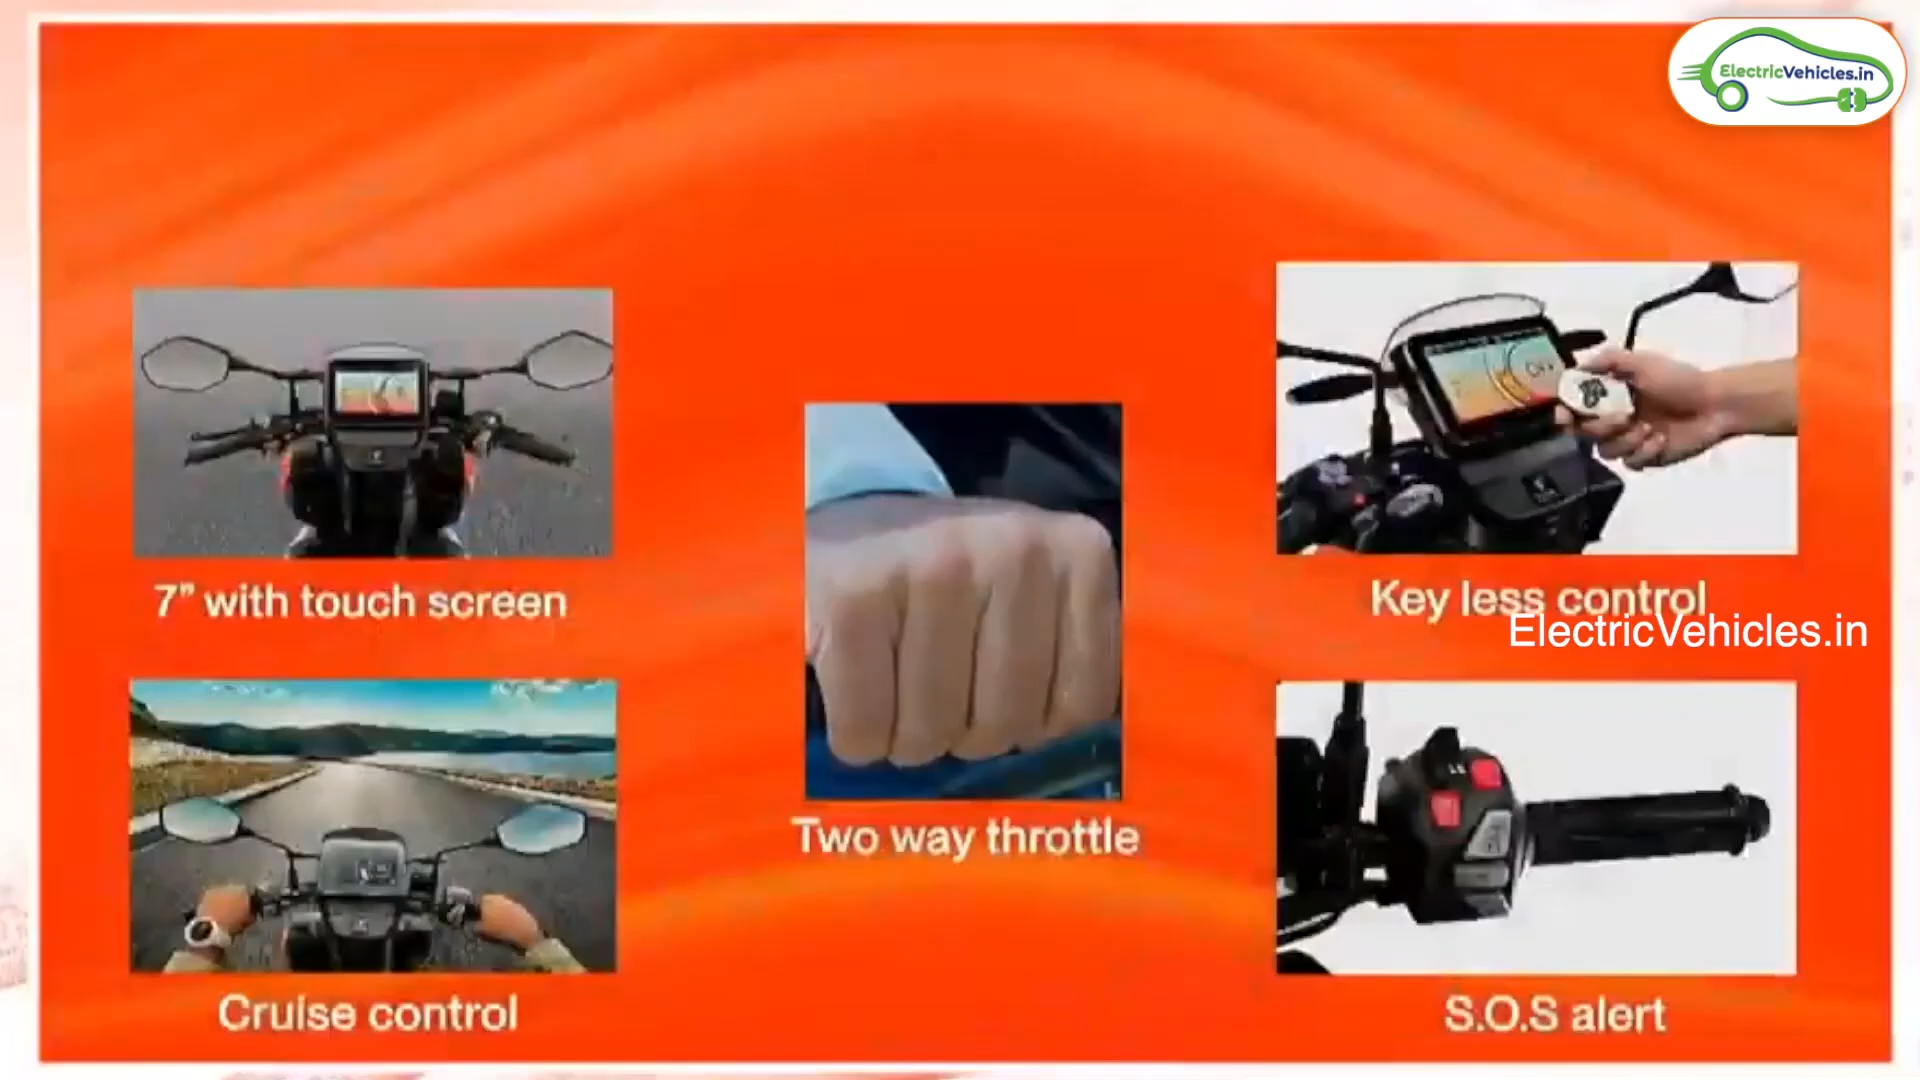 ElectricVehicles.in
7” with touch screen
Key less control
ElectricVehicles.in
Two way throttle
Cruise control
S.O.S alert